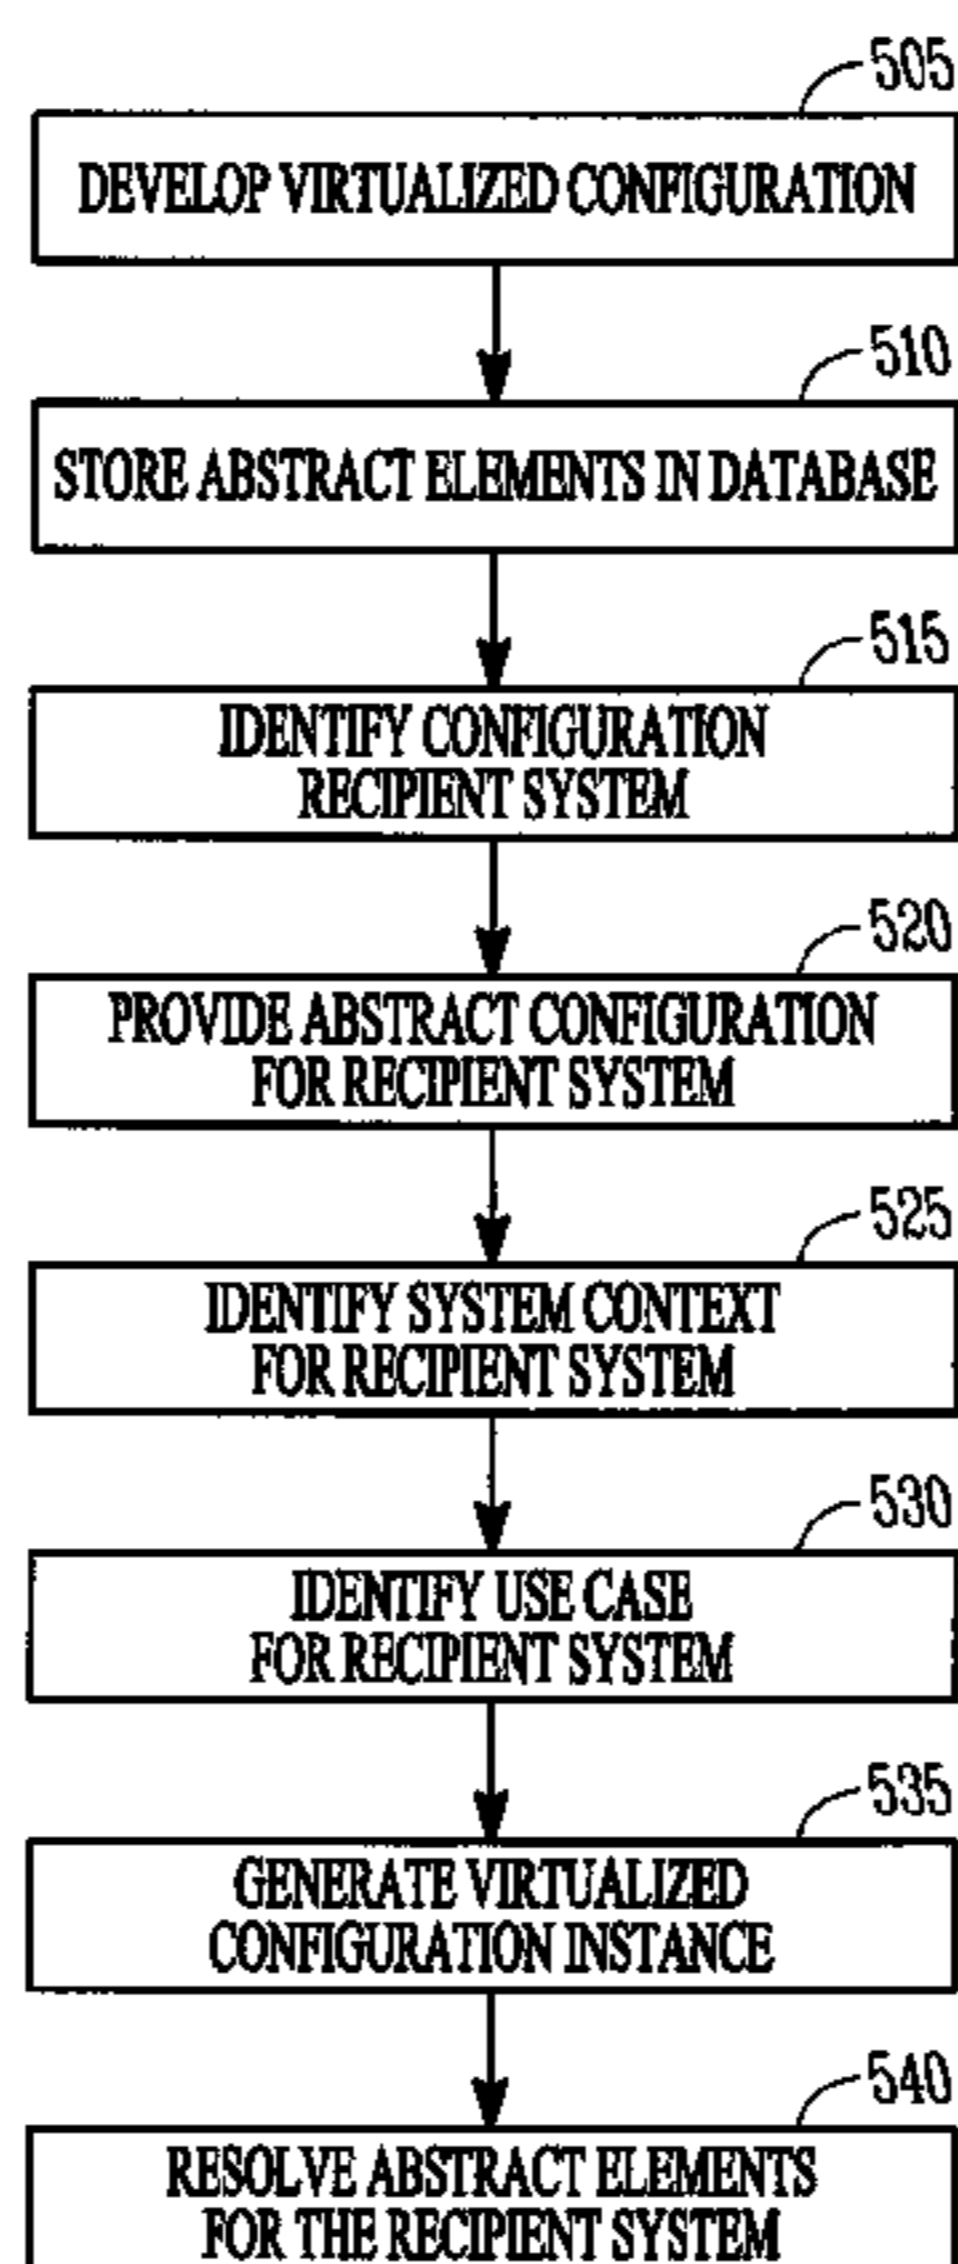 505
DEVELOP VIRTUALIZED CONFIGURATION
510
STORE ABSTRACT ELEMENTS IN DATABASE
515
IDENTIFY CONFIGURATION
RECIPIENT SYSTEM
520
PROVIDE ABSTRACT CONFIGURATION
FOR RECIPIENT SYSTEM
525
IDENTIFY SYSTEM CONTEXT
FOR RECIPIENT SYSTEM
530
IDENTIFY USE CASE
FOR RECIPIENT SYSTEM
535
GENERATE VIRTUALIZED
CONFIGURATION INSTANCE
540
RESOLVE ABSTRACT ELEMENTS
FOR THE RECIPIENT SYSTEM